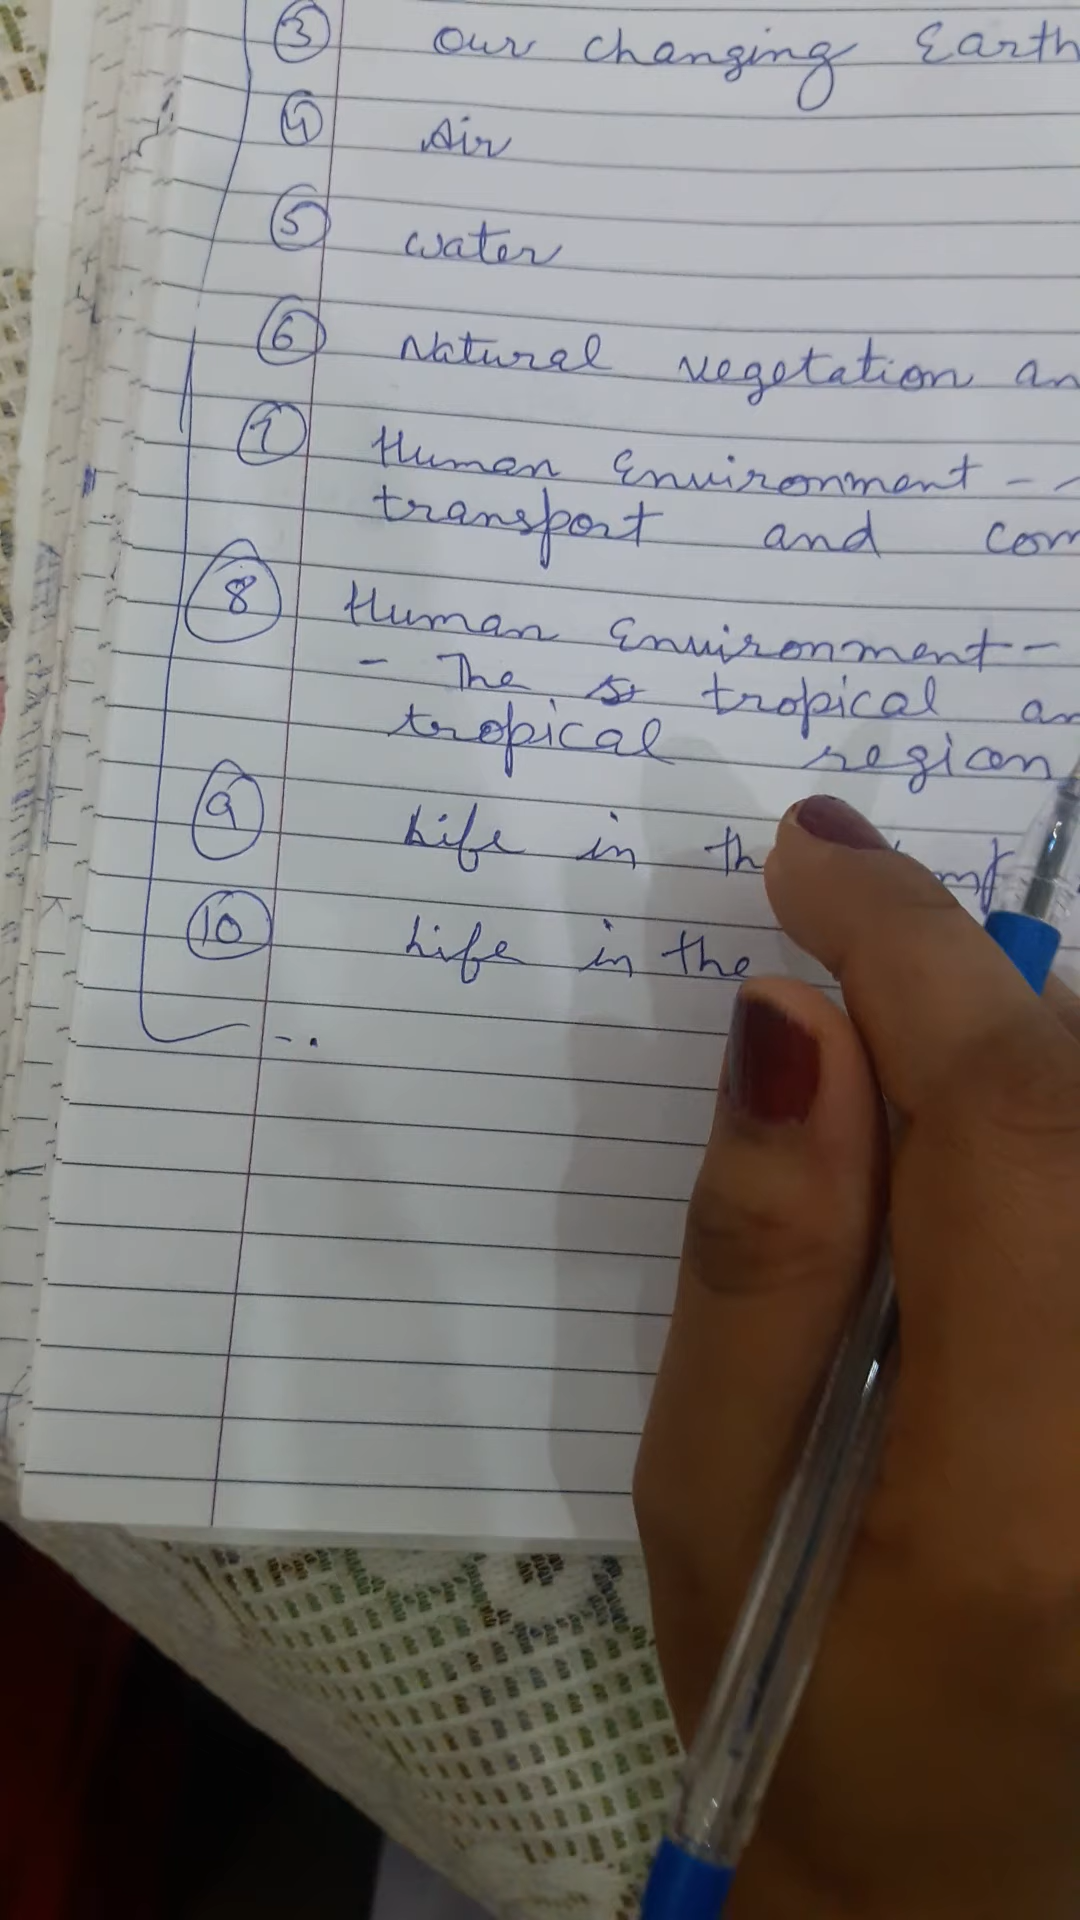 3 Our changing Earth
4 Air
5 water
6 Natural vegetation an
7 Human Environment -
transport and com
8 Human Environment -
- The tropical an
tropical region
9 Life in th
10 Life in the